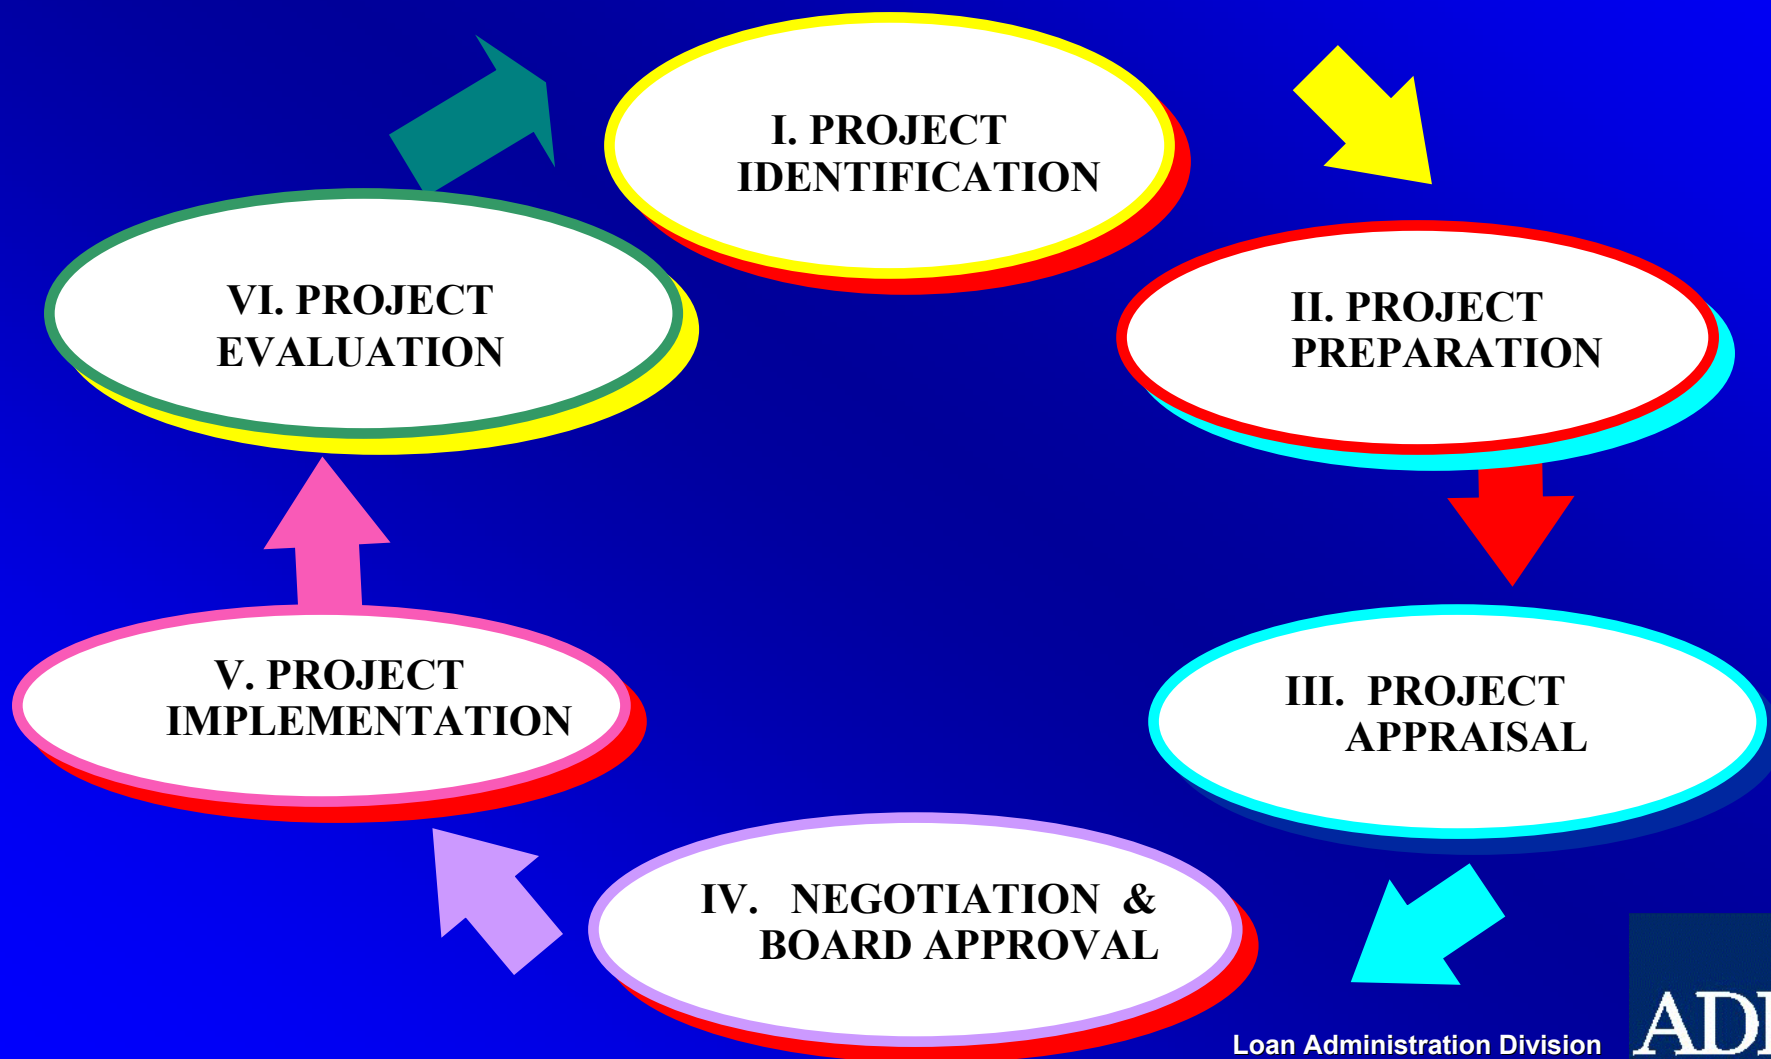 I. PROJECT
IDENTIFICATION
II. PROJECT
PREPARATION
III. PROJECT
APPRAISAL
IV. NEGOTIATION &
BOARD APPROVAL
V. PROJECT
IMPLEMENTATION
VI. PROJECT
EVALUATION
Loan Administration Division